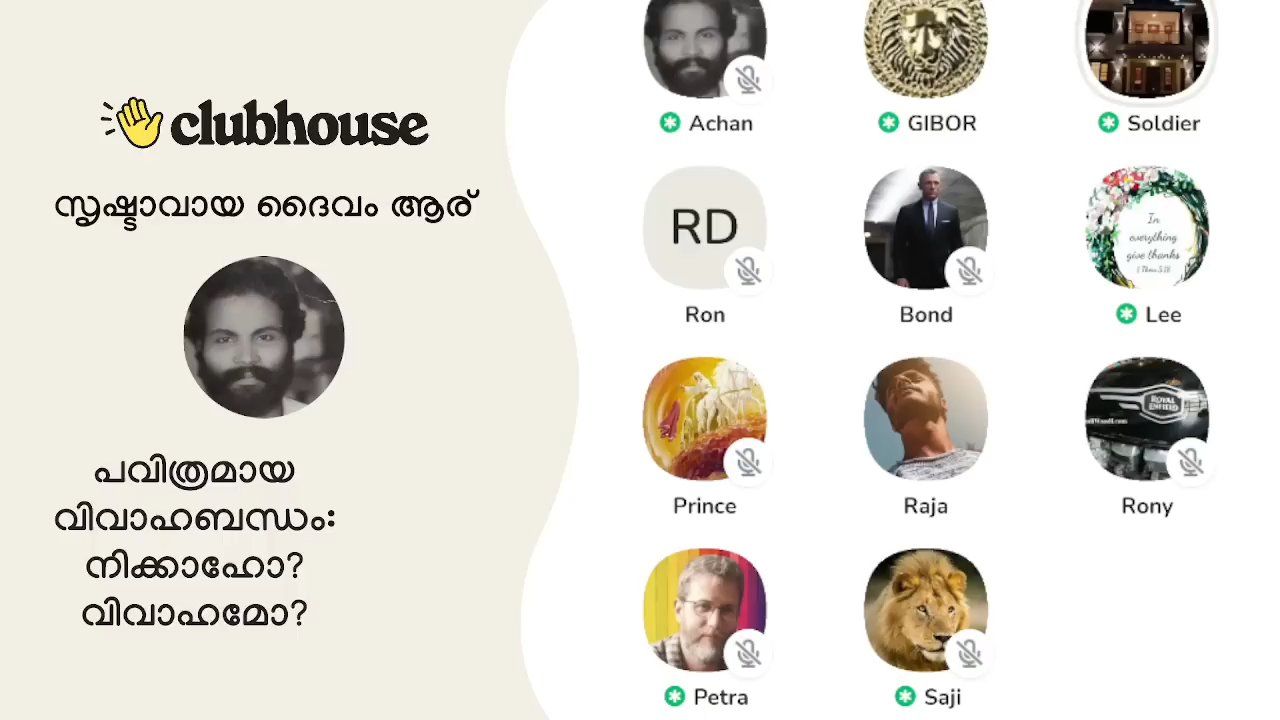 clubhouse
സൃഷ്ടാവായ ദൈവം ആര്
പവിത്രമായ
വിവാഹബന്ധം:
നിക്കാഹോ?
വിവാഹമോ?
Achan
GIBOR
Soldier
RD
In
everything
give thanks
Ron
Bond
Lee
ROYAL
ENFIELD
Prince
Raja
Rony
Petra
Saji